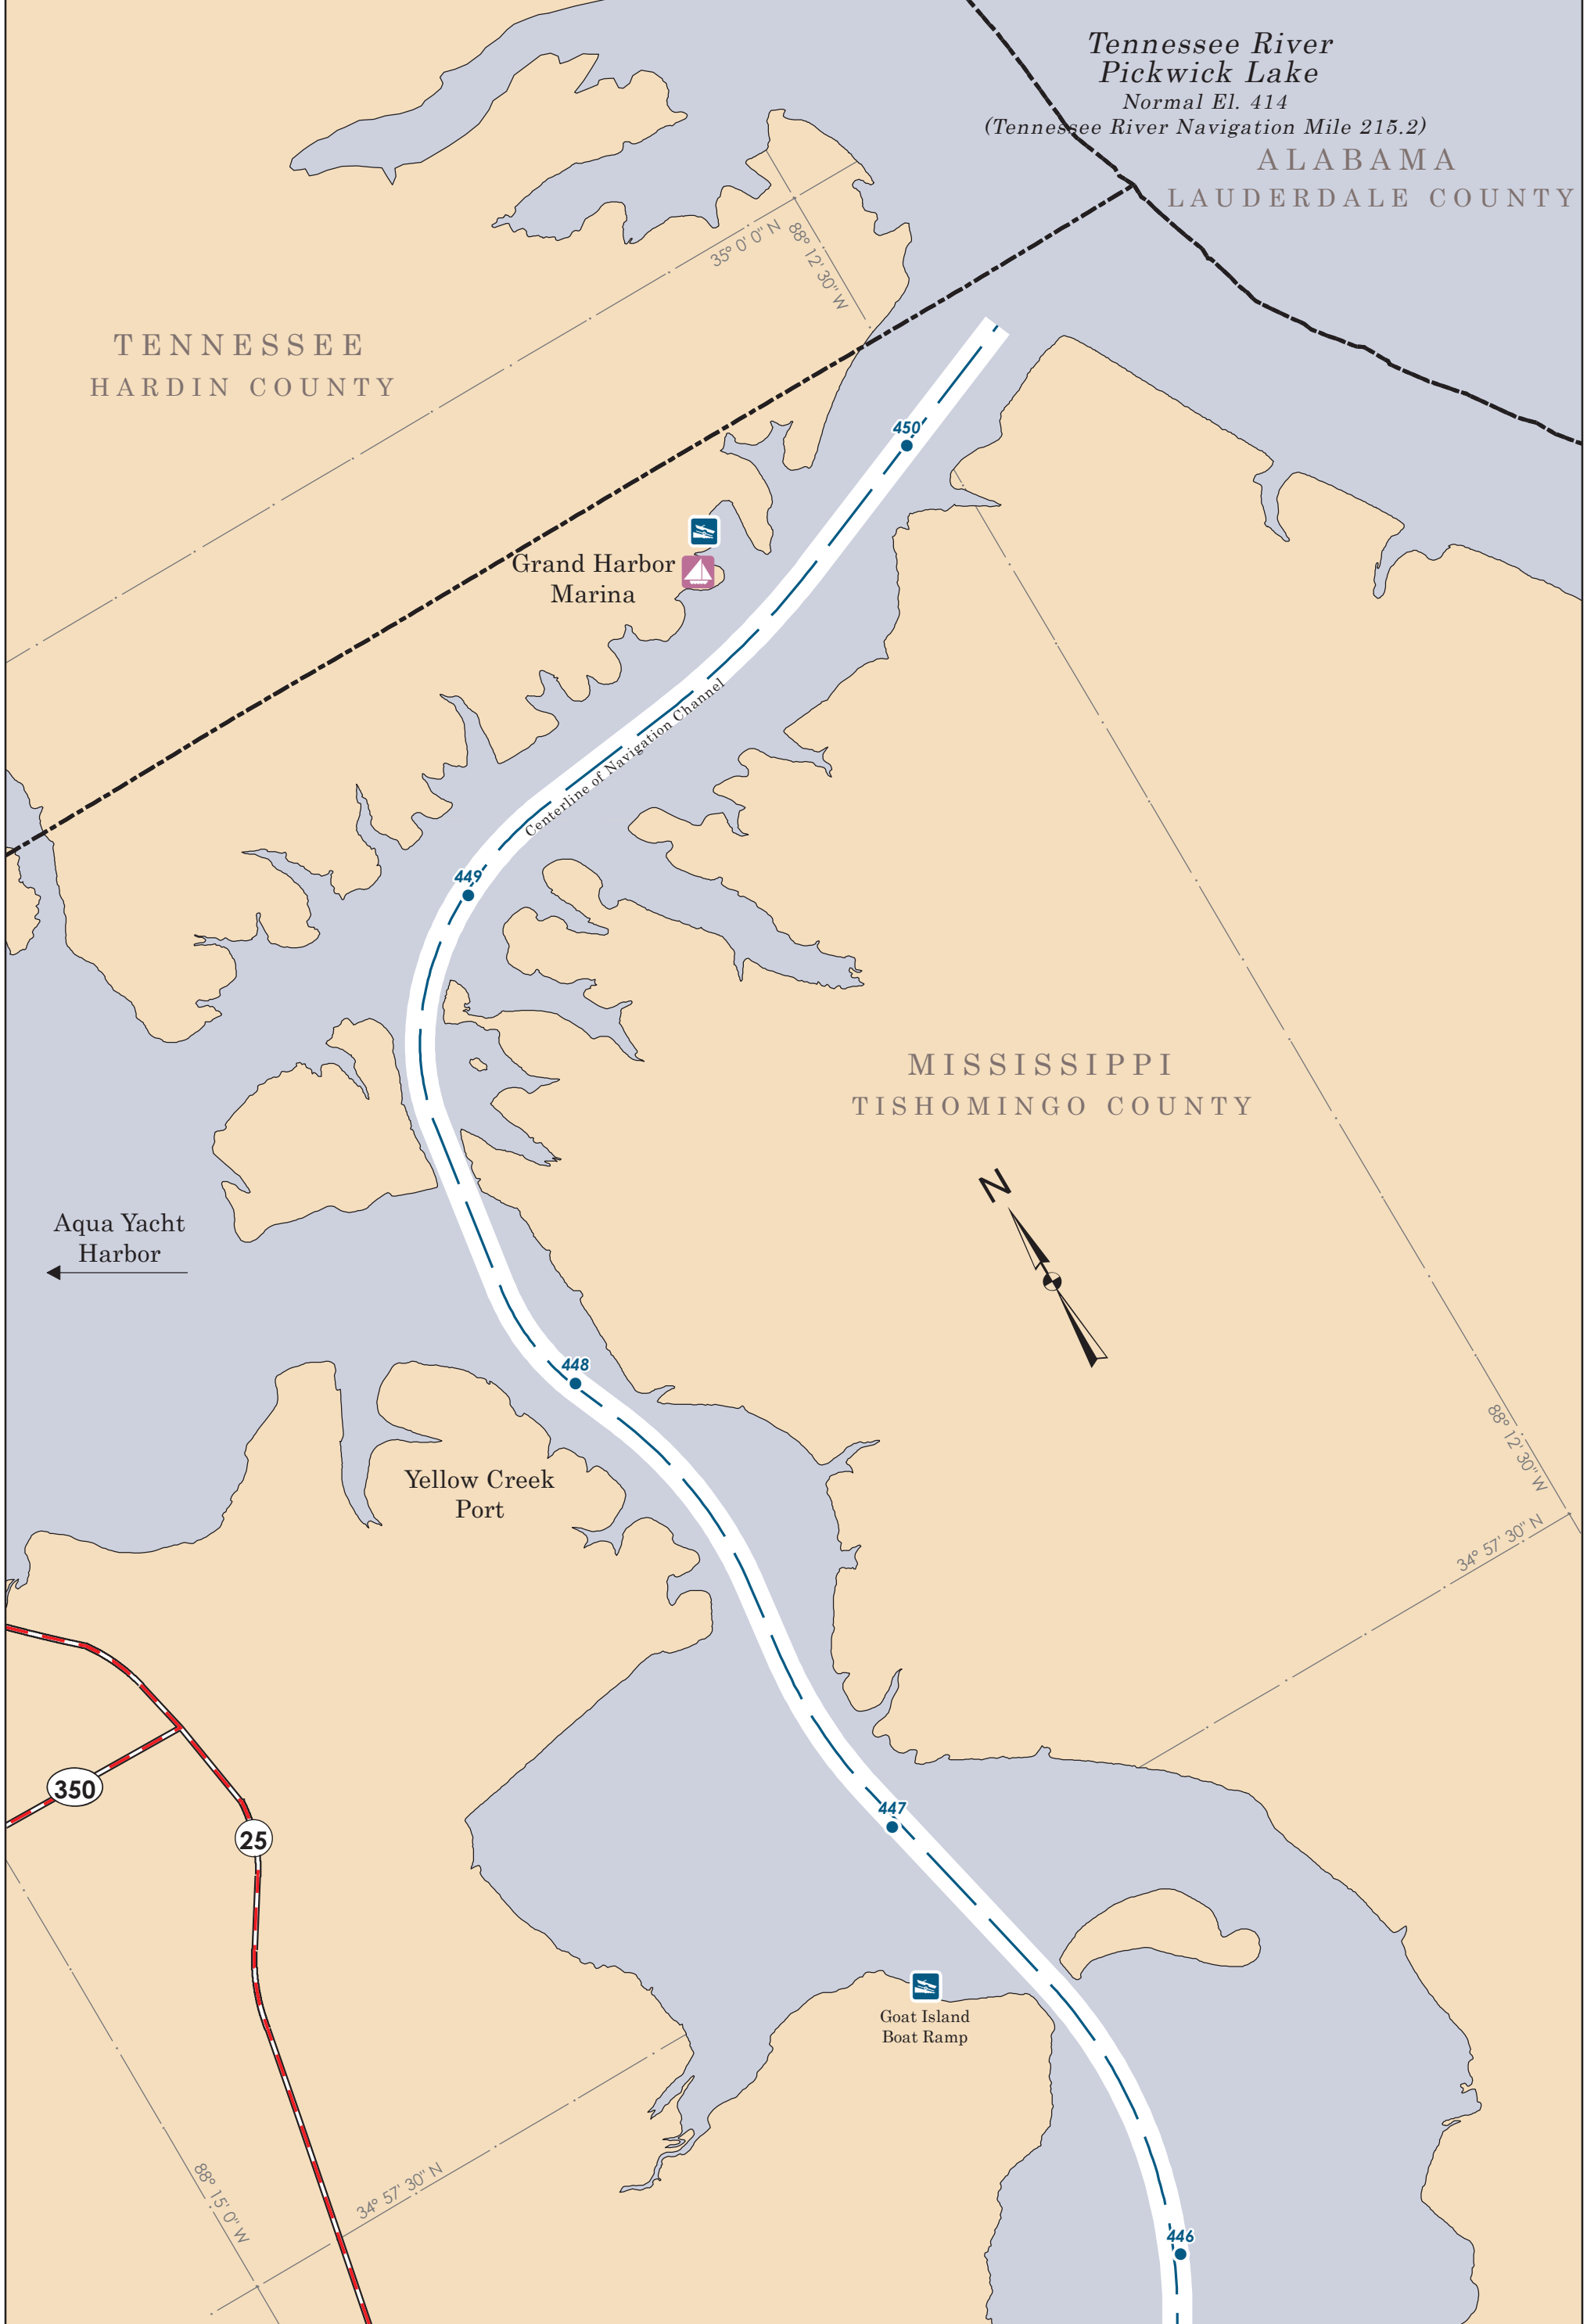 Tennessee River
Pickwick Lake
Normal El. 414
(Tennessee River Navigation Mile 215.2)
ALABAMA
LAUDERDALE COUNTY
35° 0' 0" N
88° 12' 30" W
TENNESSEE
HARDIN COUNTY
450
Grand Harbor
Marina
Centerline of Navigation Channel
449
MISSISSIPPI
TISHOMINGO COUNTY
N
Aqua Yacht
Harbor
448
88° 12' 30" W
Yellow Creek
Port
34° 57' 30" N
350
25
447
Goat Island
Boat Ramp
88° 15' 0" W
34° 57' 30" N
446